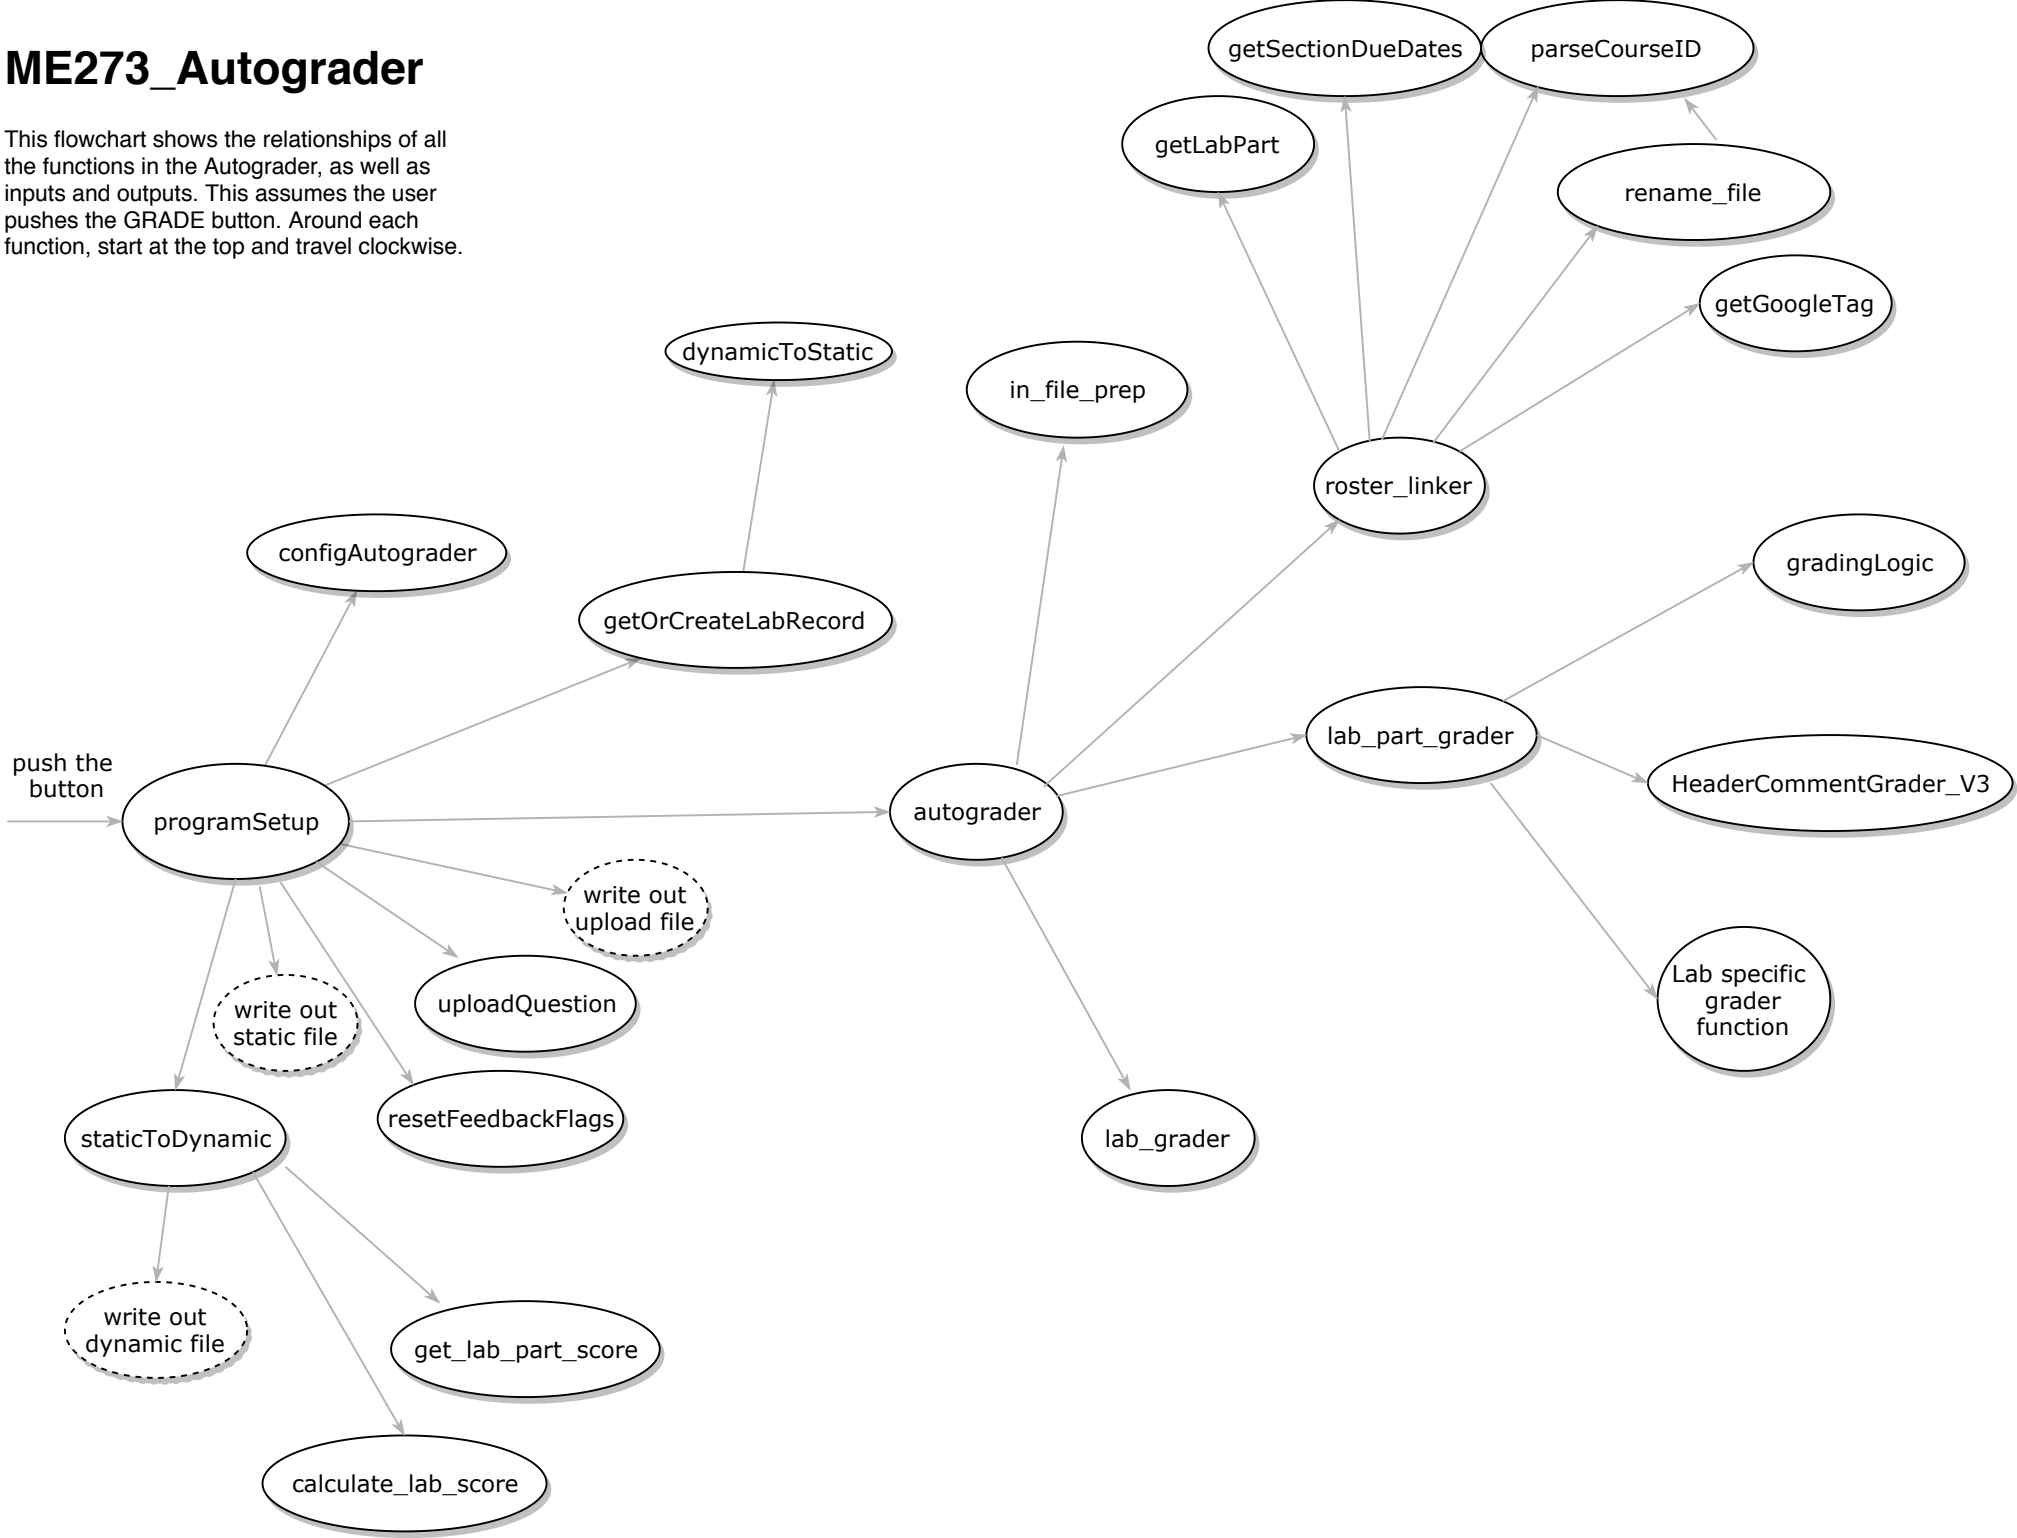 ME273_Autograder
This flowchart shows the relationships of all
the functions in the Autograder, as well as
inputs and outputs. This assumes the user
pushes the GRADE button. Around each
function, start at the top and travel clockwise.
getSectionDueDates
parseCourseID
getLabPart
rename_file
getGoogleTag
dynamicToStatic
in_file_prep
roster_linker
configAutograder
gradingLogic
getOrCreateLabRecord
lab_part_grader
push the
button
HeaderCommentGrader_V3
programSetup
autograder
write out
upload file
Lab specific
grader
function
uploadQuestion
write out
static file
resetFeedbackFlags
staticToDynamic
lab_grader
write out
dynamic file
get_lab_part_score
calculate_lab_score